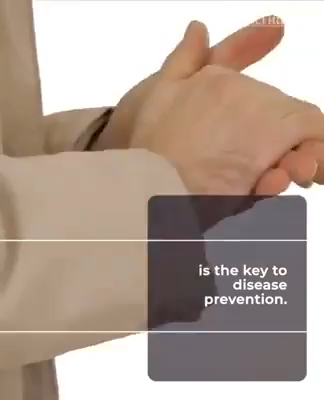 is the key to
disease
prevention.